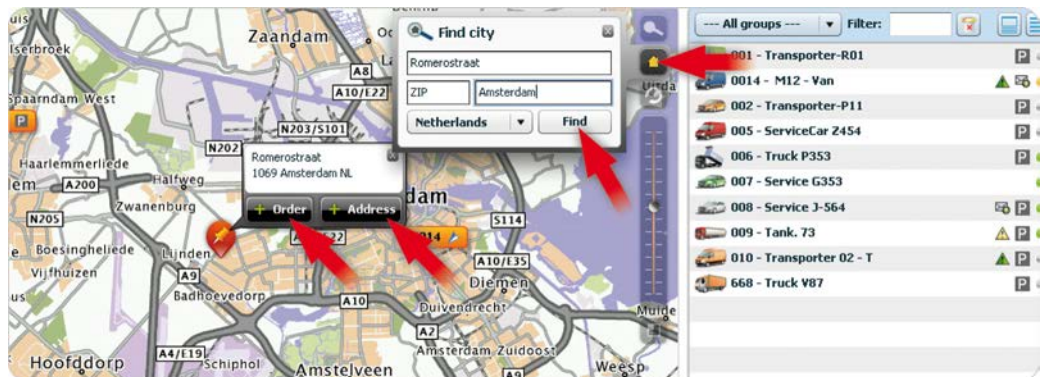 Zaandam
A8
A10/E22
Spaarndam West
P
N203/S101
N202
Haarlemmerliede
A200
Halfweg
Zwanenburg
N205
Boesingheliede
Lijnden
Vijfhuizen
A9
Badhoevedorp
A10
Duivendrecht
A2
Amsterdam Zuidoost
Hoofddorp
A4/E19
Schiphol
Amstelveen
A9
Weesp
S114
A10/E35
Diemen
Find city
Romerostraat
ZIP
Amsterdam
Netherlands
Find
Romerostraat
1069 Amsterdam NL
+ Order
+ Address
--- All groups ---
Filter:
001 - Transporter-R01
P
0014 - M12 - Van
002 - Transporter-P11
P
005 - ServiceCar Z454
P
006 - Truck P353
P
007 - Service G353
008 - Service J-564
P
009 - Tank. 73
P
010 - Transporter 02 - T
P
668 - Truck V87
P